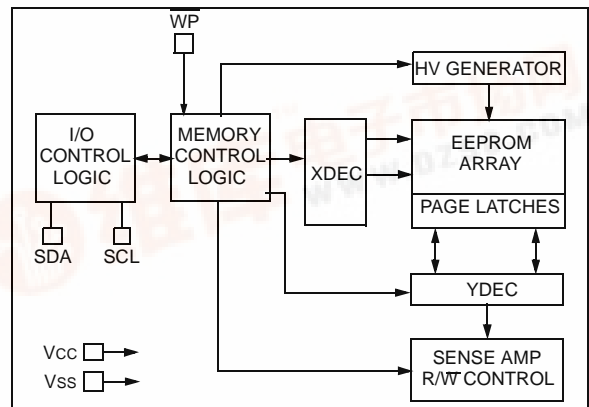 W̅P̅
HV GENERATOR
I/O
CONTROL
LOGIC
MEMORY
CONTROL
LOGIC
XDEC
EEPROM
ARRAY
PAGE LATCHES
SDA
SCL
YDEC
Vcc
Vss
SENSE AMP
R/W̅ CONTROL